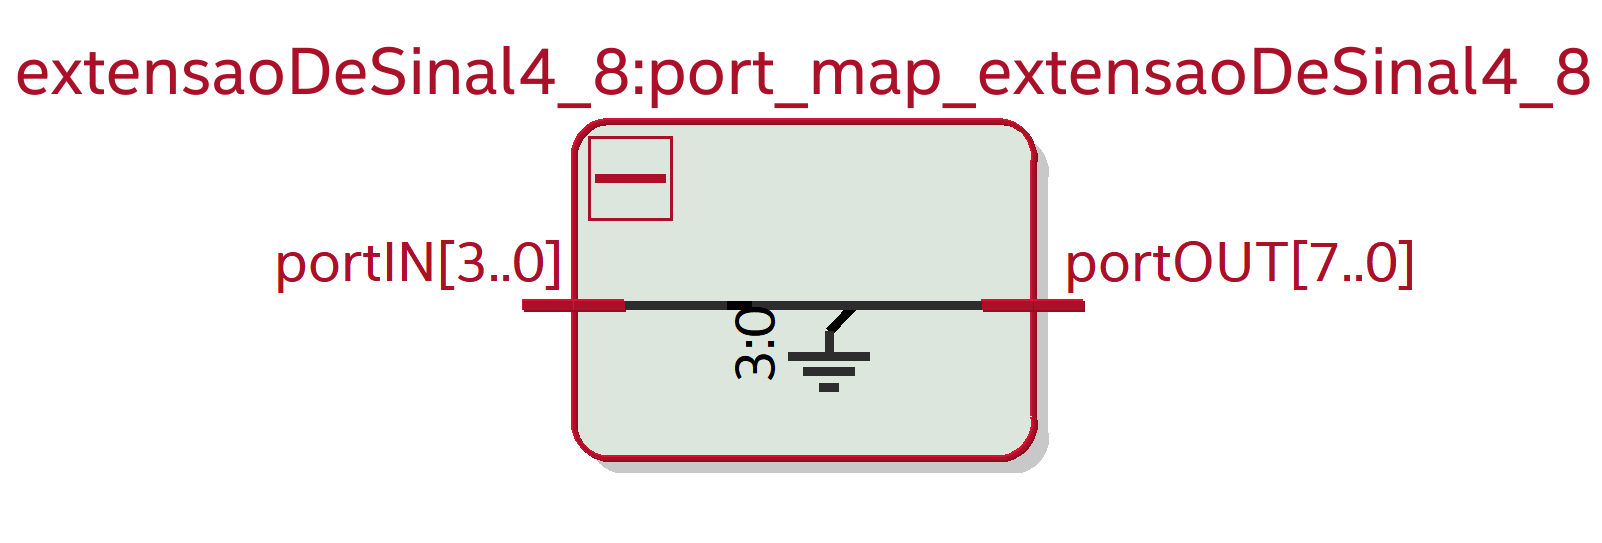 extensaoDeSinal4_8:port_map_extensaoDeSinal4_8
portIN[3..0]
portOUT[7..0]
3:0